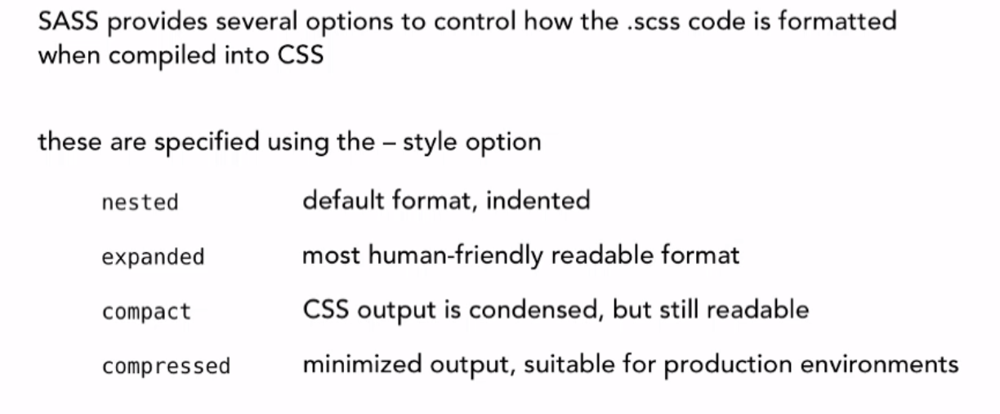 SASS provides several options to control how the .scss code is formatted
when compiled into CSS
these are specified using the – style option
nested default format, indented
expanded most human-friendly readable format
compact CSS output is condensed, but still readable
compressed minimized output, suitable for production environments